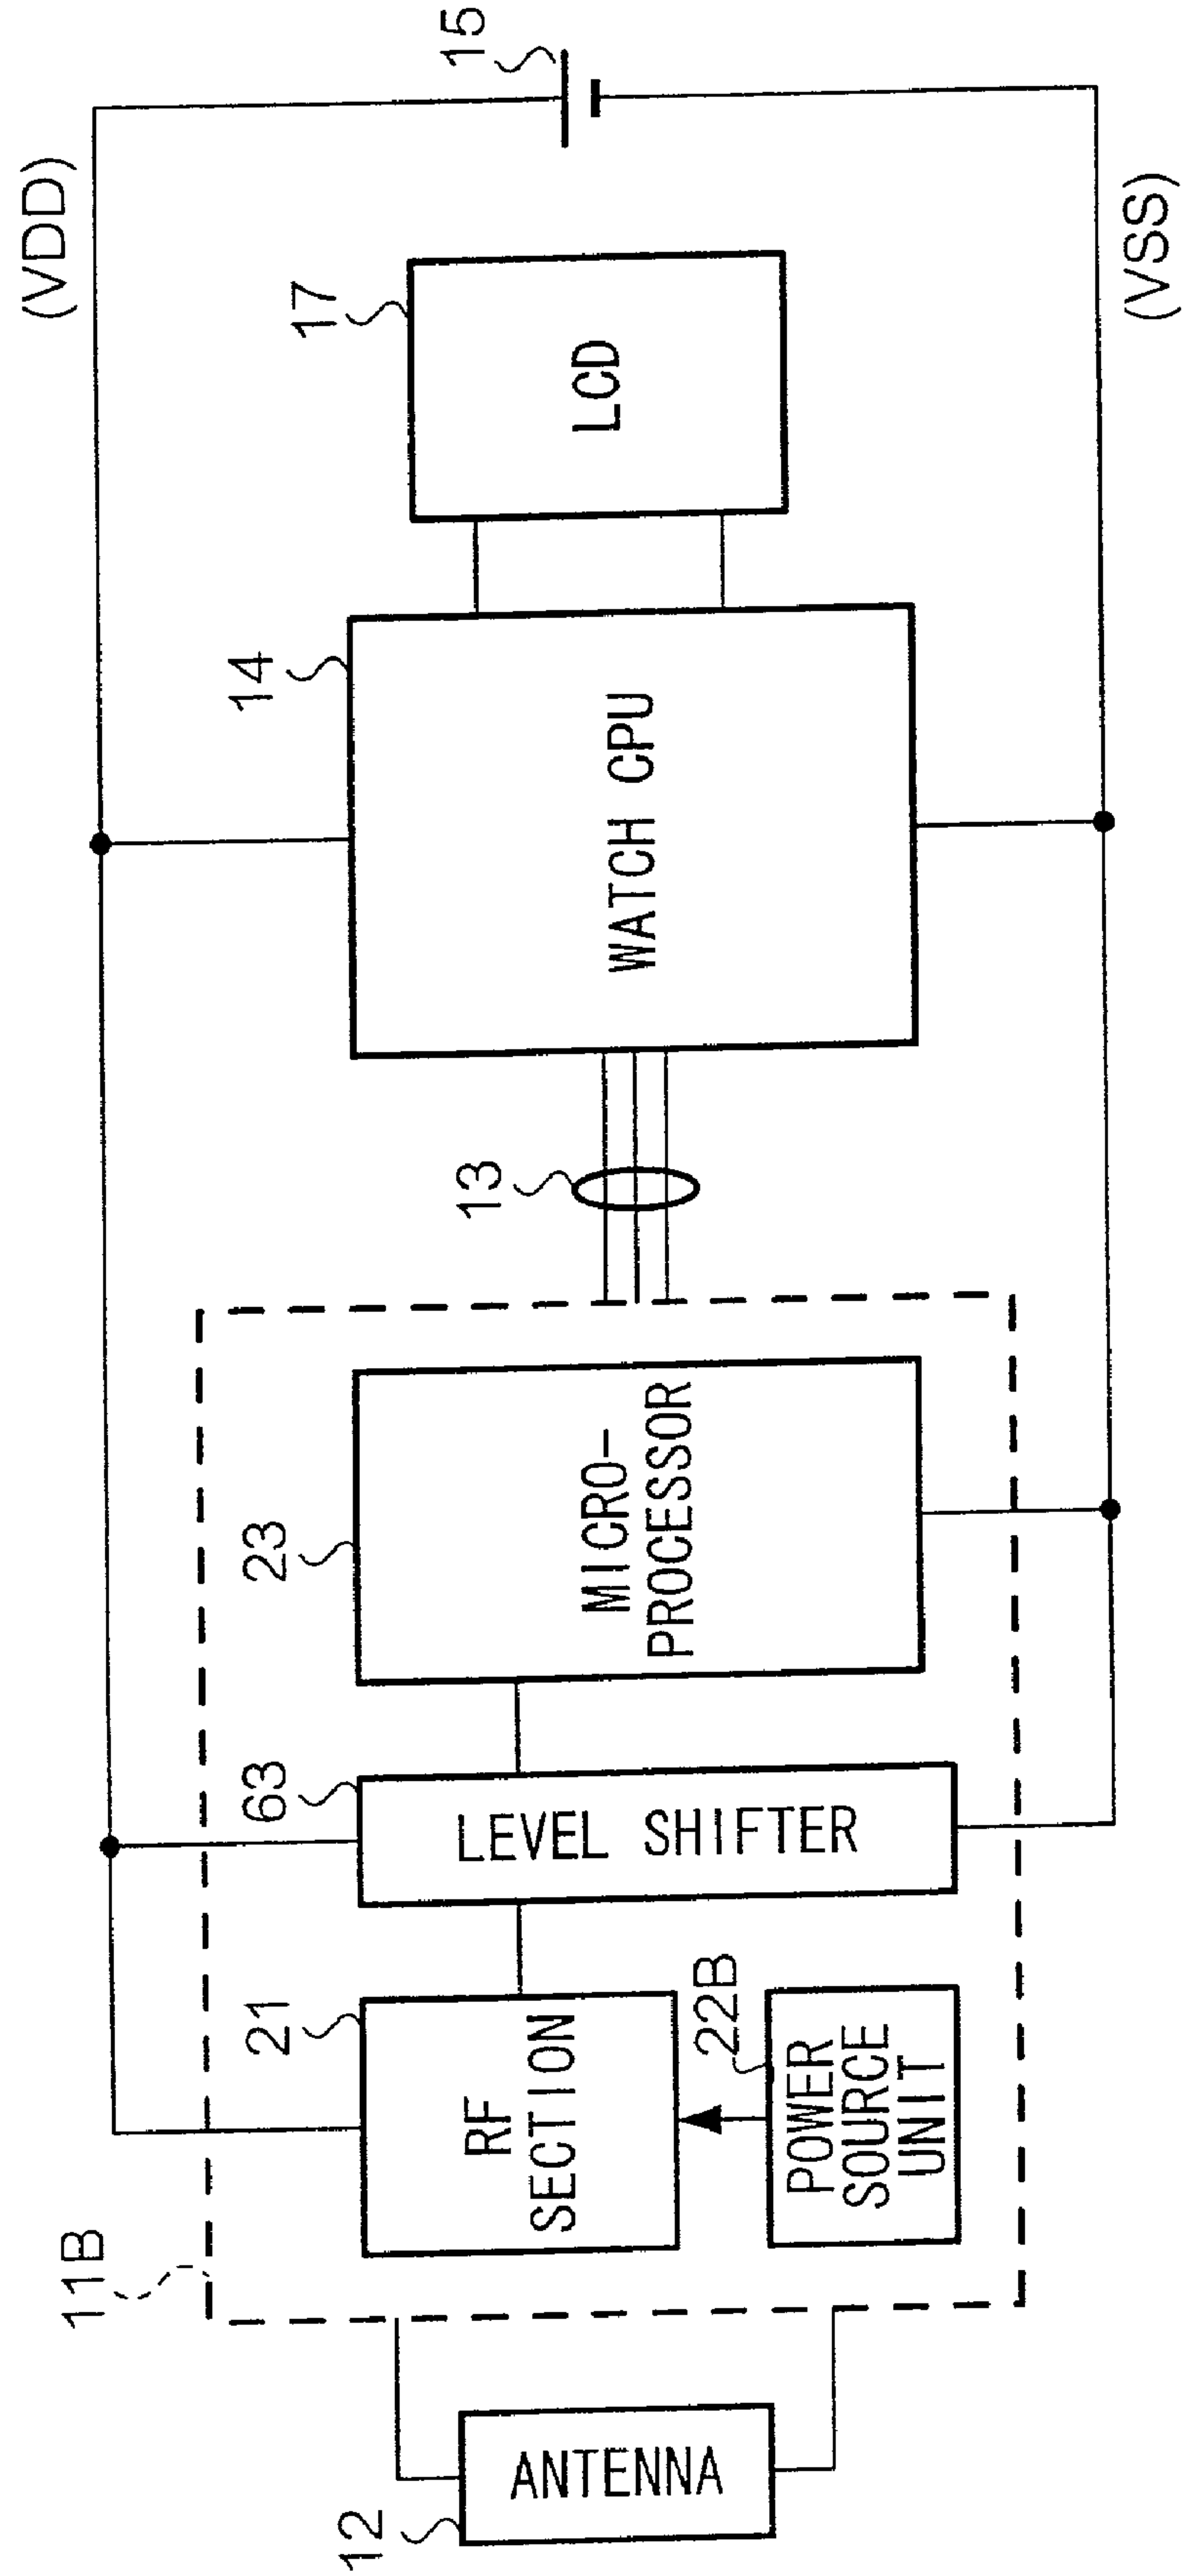 (VDD)
15
17
LCD
14
WATCH CPU
13
23
MICRO-
PROCESSOR
63
LEVEL SHIFTER
21
RF
SECTION
22B
POWER
SOURCE
UNIT
11B
12
ANTENNA
(VSS)